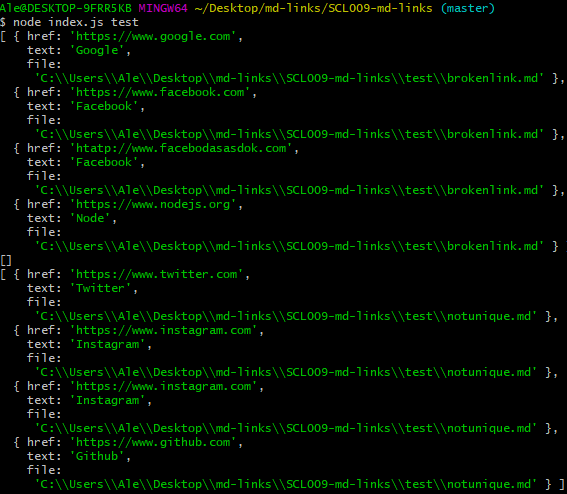 Ale@DESKTOP-9FRR5KB MINGW64 ~/Desktop/md-links/SCL009-md-links (master)
$ node index.js test
[ { href: 'https://www.google.com',
    text: 'Google',
    file:
     'C:\\Users\\Ale\\Desktop\\md-links\\SCL009-md-links\\test\\brokenlink.md' },
  { href: 'https://www.facebook.com',
    text: 'Facebook',
    file:
     'C:\\Users\\Ale\\Desktop\\md-links\\SCL009-md-links\\test\\brokenlink.md' },
  { href: 'htatp://www.facebodasasdok.com',
    text: 'Facebook',
    file:
     'C:\\Users\\Ale\\Desktop\\md-links\\SCL009-md-links\\test\\brokenlink.md' },
  { href: 'https://www.nodejs.org',
    text: 'Node',
    file:
     'C:\\Users\\Ale\\Desktop\\md-links\\SCL009-md-links\\test\\brokenlink.md' }
[]
[ { href: 'https://www.twitter.com',
    text: 'Twitter',
    file:
     'C:\\Users\\Ale\\Desktop\\md-links\\SCL009-md-links\\test\\notunique.md' },
  { href: 'https://www.instagram.com',
    text: 'Instagram',
    file:
     'C:\\Users\\Ale\\Desktop\\md-links\\SCL009-md-links\\test\\notunique.md' },
  { href: 'https://www.instagram.com',
    text: 'Instagram',
    file:
     'C:\\Users\\Ale\\Desktop\\md-links\\SCL009-md-links\\test\\notunique.md' },
  { href: 'https://www.github.com',
    text: 'Github',
    file:
     'C:\\Users\\Ale\\Desktop\\md-links\\SCL009-md-links\\test\\notunique.md' } ]